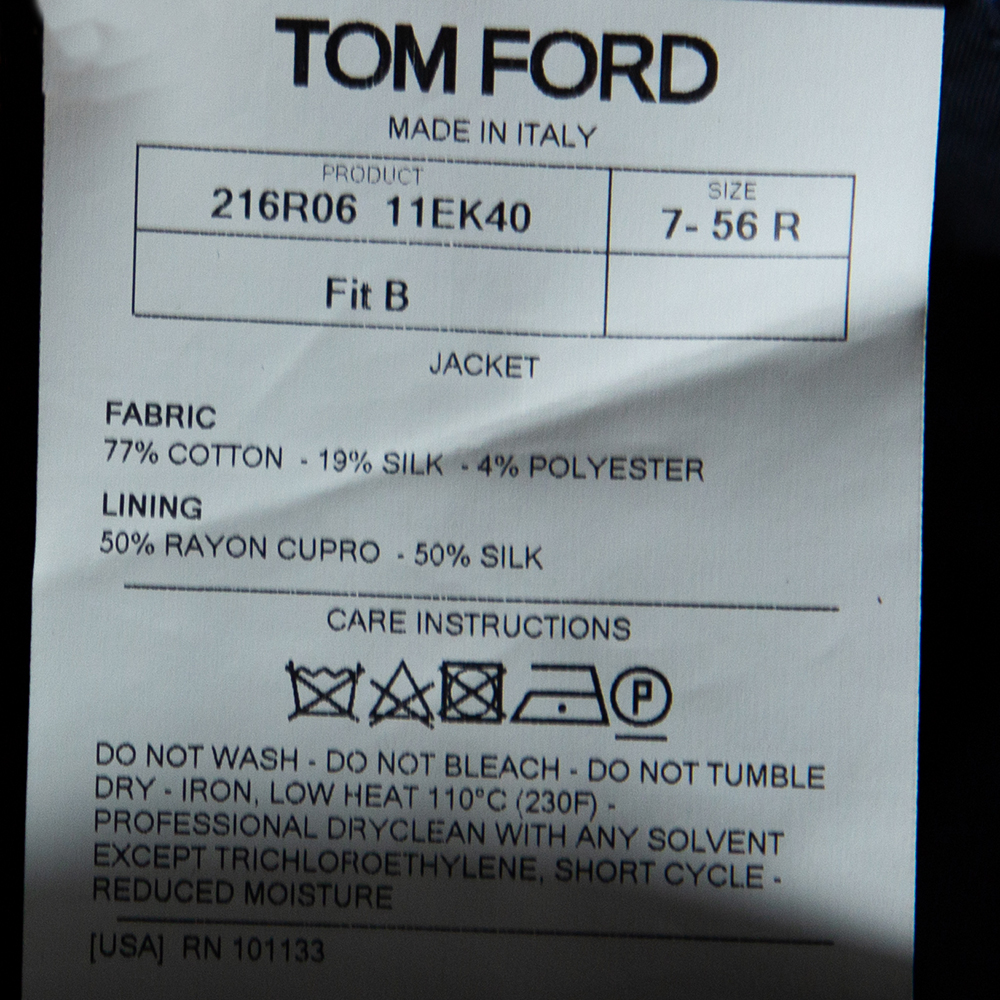 TOM FORD
MADE IN ITALY
PRODUCT
216R06 11EK40
SIZE
7- 56 R
Fit B
JACKET
FABRIC
77% COTTON - 19% SILK - 4% POLYESTER
LINING
50% RAYON CUPRO - 50% SILK
CARE INSTRUCTIONS
P
DO NOT WASH - DO NOT BLEACH - DO NOT TUMBLE
DRY - IRON, LOW HEAT 110°C (230F) -
PROFESSIONAL DRYCLEAN WITH ANY SOLVENT
EXCEPT TRICHLOROETHYLENE, SHORT CYCLE -
REDUCED MOISTURE
[USA] RN 101133